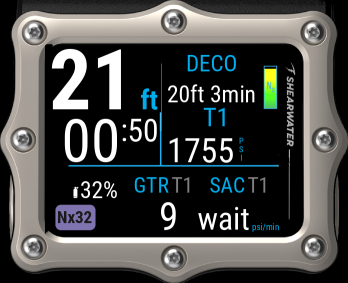 DECO
21 ft
20ft 3min
T1
00:50
1755 PSI
SHEARWATER
32%
GTR T1 SAC T1
Nx32
9 wait psi/min
N₂